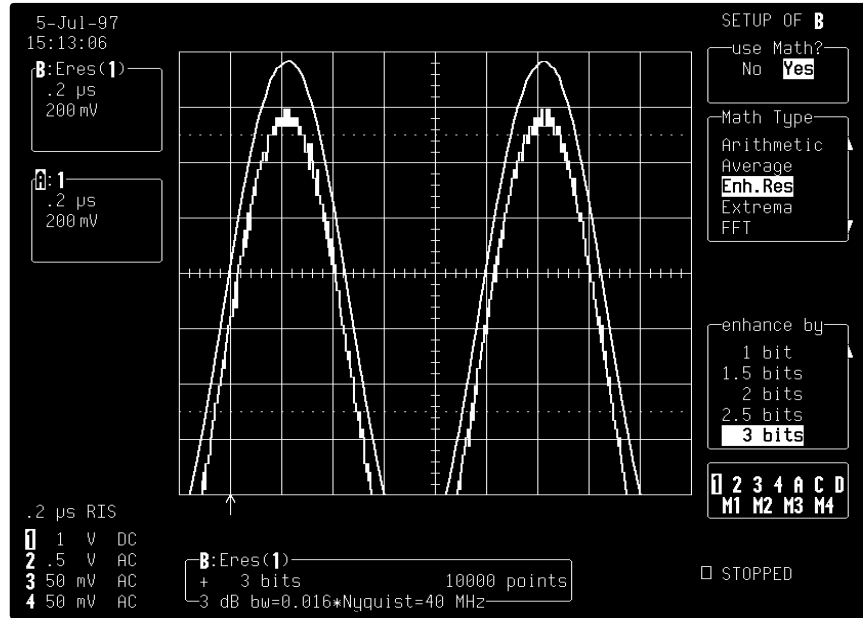 5-Jul-97
15:13:06
B:Eres(1)
.2 µs
200 mV
A:1
.2 µs
200 mV
SETUP OF B
use Math?
No Yes
Math Type
Arithmetic
Average
Enh.Res
Extrema
FFT
enhance by
1 bit
1.5 bits
2 bits
2.5 bits
3 bits
1 2 3 4 A C D
M1 M2 M3 M4
.2 µs RIS
1 1 V DC
2 .5 V AC
3 50 mV AC
4 50 mV AC
B:Eres(1)
+ 3 bits 10000 points
3 dB bw=0.016*Nyquist=40 MHz
□ STOPPED